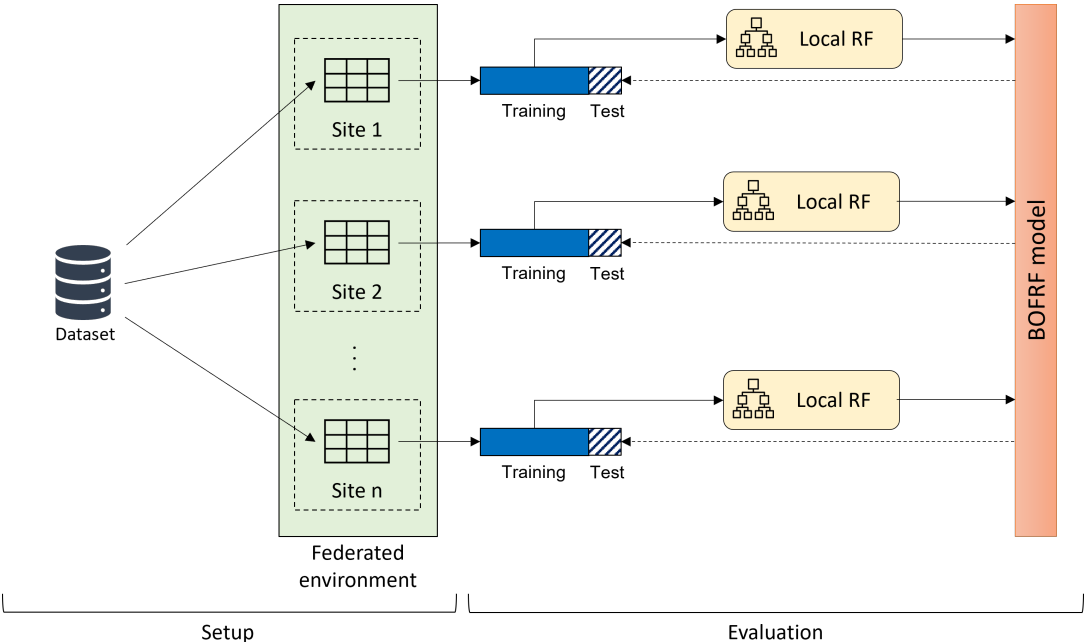 Local RF
Site 1
Training
Test
Local RF
Site 2
Training
Test
Dataset
BOFRF model
Local RF
Site n
Training
Test
Federated
environment
Setup
Evaluation